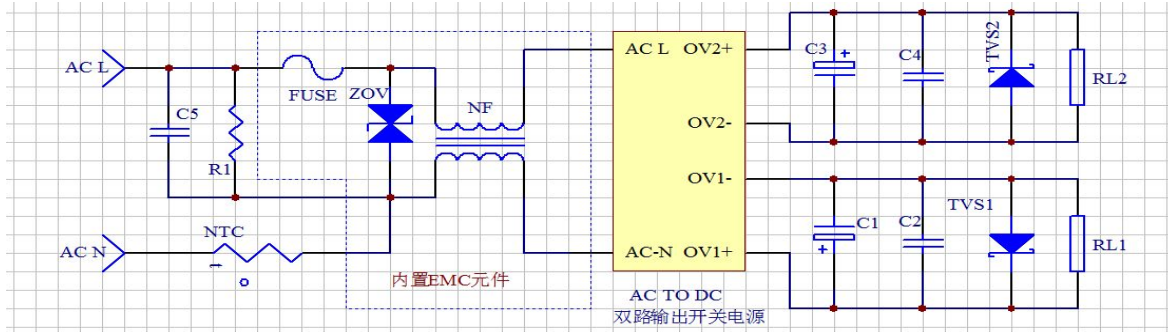 AC L
C5
R1
FUSE
ZOV
NF
AC N
NTC
t
内置EMC元件
AC L OV2+
OV2-
OV1-
AC-N OV1+
AC TO DC
双路输出开关电源
C3
+
C4
TVS2
RL2
C1
+
C2
TVS1
RL1